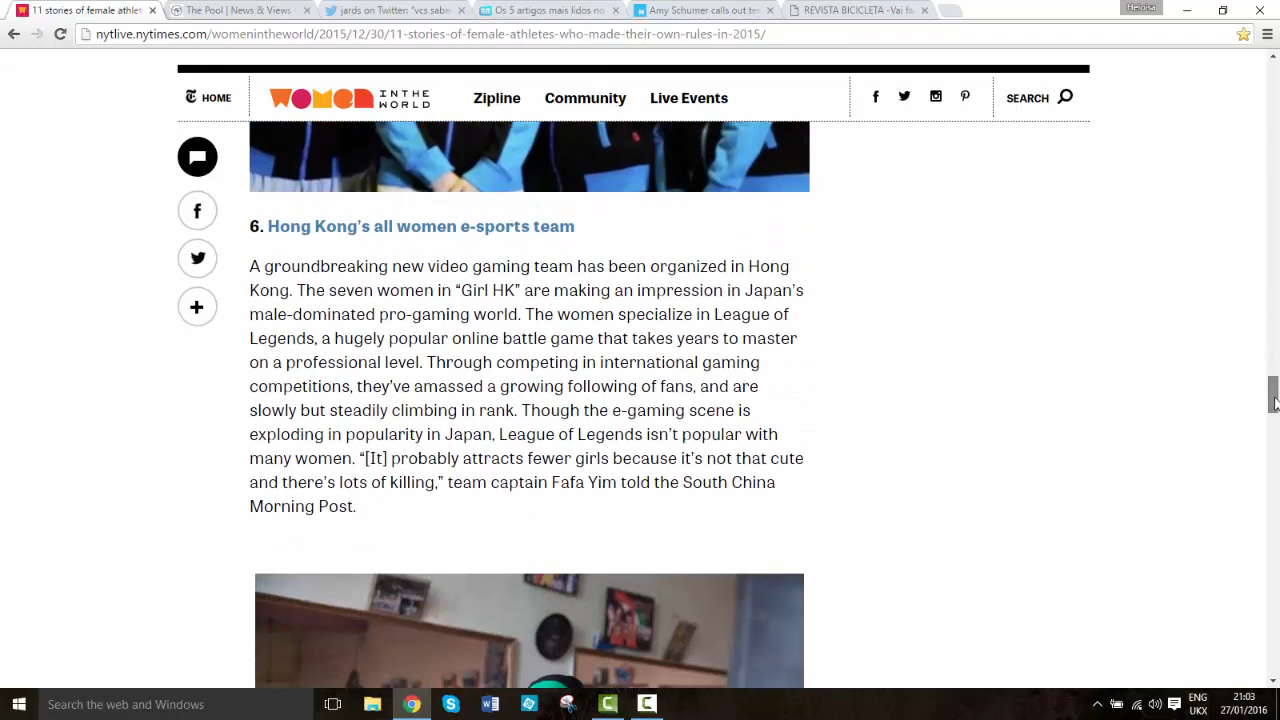 11 stories of female athlet
The Pool | News & Views
jards on Twitter: "vcs sabe
Os 5 artigos mais lidos no
Amy Schumer calls out te
REVISTA BICICLETA -Vai fa
Heloisa
nytlive.nytimes.com/womenintheworld/2015/12/30/11-stories-of-female-athletes-who-made-their-own-rules-in-2015/
HOME
WOMEN IN THE WORLD
Zipline
Community
Live Events
SEARCH
6. Hong Kong's all women e-sports team
A groundbreaking new video gaming team has been organized in Hong
Kong. The seven women in “Girl HK” are making an impression in Japan’s
male-dominated pro-gaming world. The women specialize in League of
Legends, a hugely popular online battle game that takes years to master
on a professional level. Through competing in international gaming
competitions, they’ve amassed a growing following of fans, and are
slowly but steadily climbing in rank. Though the e-gaming scene is
exploding in popularity in Japan, League of Legends isn’t popular with
many women. “[It] probably attracts fewer girls because it’s not that cute
and there’s lots of killing,” team captain Fafa Yim told the South China
Morning Post.
Search the web and Windows
ENG
UKX
21:03
27/01/2016